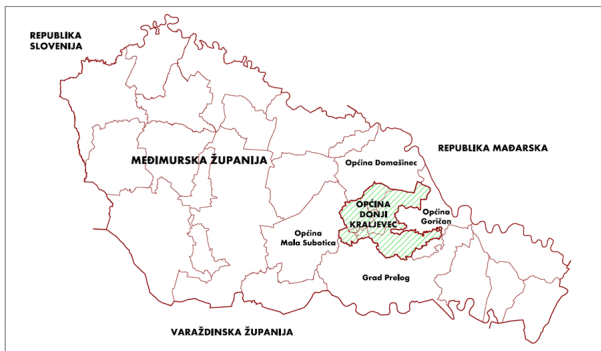 REPUBLIKA
SLOVENIJA
REPUBLIKA MAĐARSKA
MEĐIMURSKA ŽUPANIJA
Općina Domašinec
OPĆINA
DONJI
KRALJEVEC
Općina
Goričan
Općina
Mala Subotica
Grad Prelog
VARAŽDINSKA ŽUPANIJA